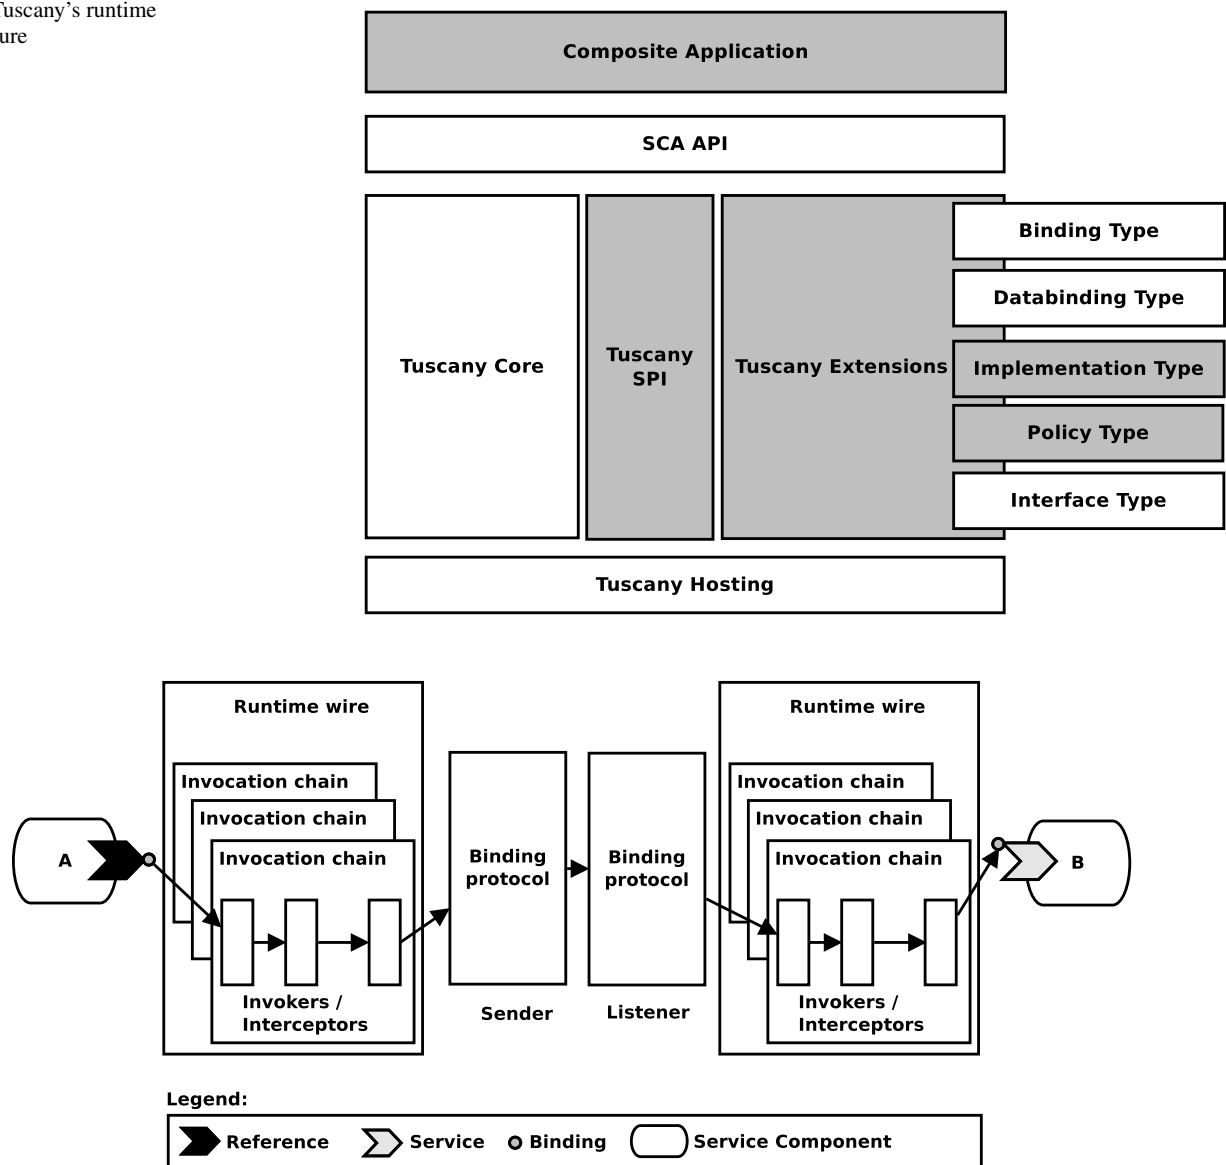 Tuscany's runtime
Composite Application
SCA API
Tuscany Core
Tuscany
SPI
Tuscany Extensions
Binding Type
Databinding Type
Implementation Type
Policy Type
Interface Type
Tuscany Hosting
Runtime wire
Invocation chain
Invocation chain
Invocation chain
A
Invokers /
Interceptors
Binding
protocol
Sender
Binding
protocol
Listener
Runtime wire
Invocation chain
Invocation chain
Invocation chain
Invokers /
Interceptors
B
Legend:
Reference
Service
Binding
Service Component